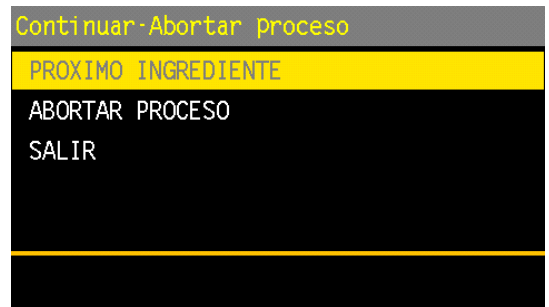 Continuar-Abortar proceso
PROXIMO INGREDIENTE
ABORTAR PROCESO
SALIR